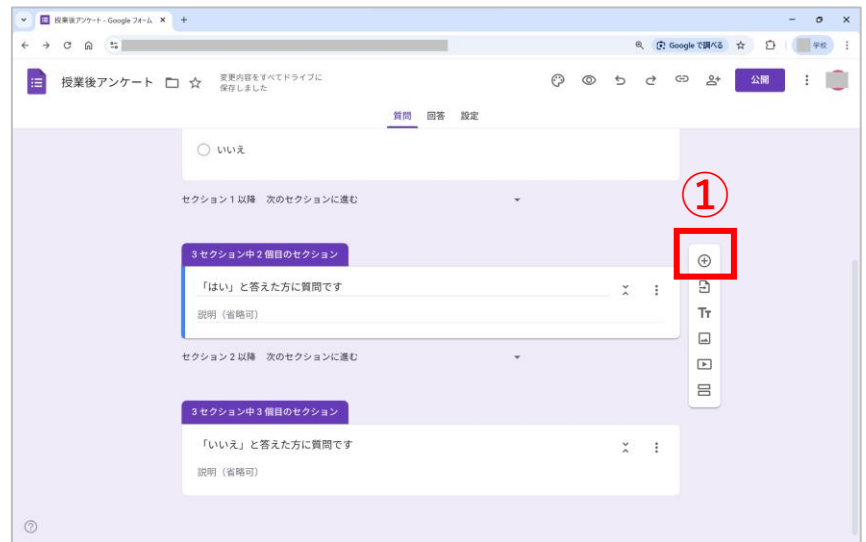 授業後アンケート - Google フォーム
Google で調べる
学校
授業後アンケート
変更内容をすべてドライブに
保存しました
公開
質問 回答 設定
いいえ
セクション 1 以降 次のセクションに進む
①
3 セクション中 2 個目のセクション
「はい」と答えた方に質問です
説明（省略可）
Tт
セクション 2 以降 次のセクションに進む
3 セクション中 3 個目のセクション
「いいえ」と答えた方に質問です
説明（省略可）